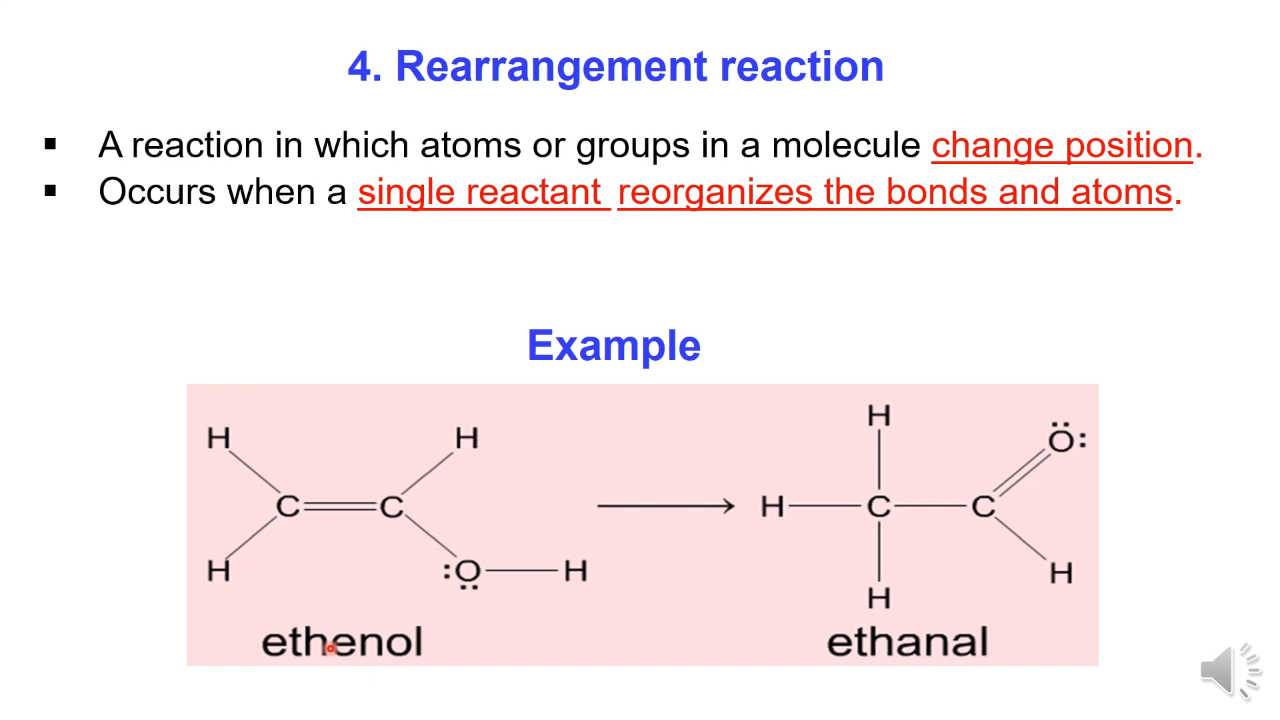 4. Rearrangement reaction
▪ A reaction in which atoms or groups in a molecule change position.
▪ Occurs when a single reactant reorganizes the bonds and atoms.
Example
H H H Ö:
C C H C C
H :O H H H
ethenol ethanal